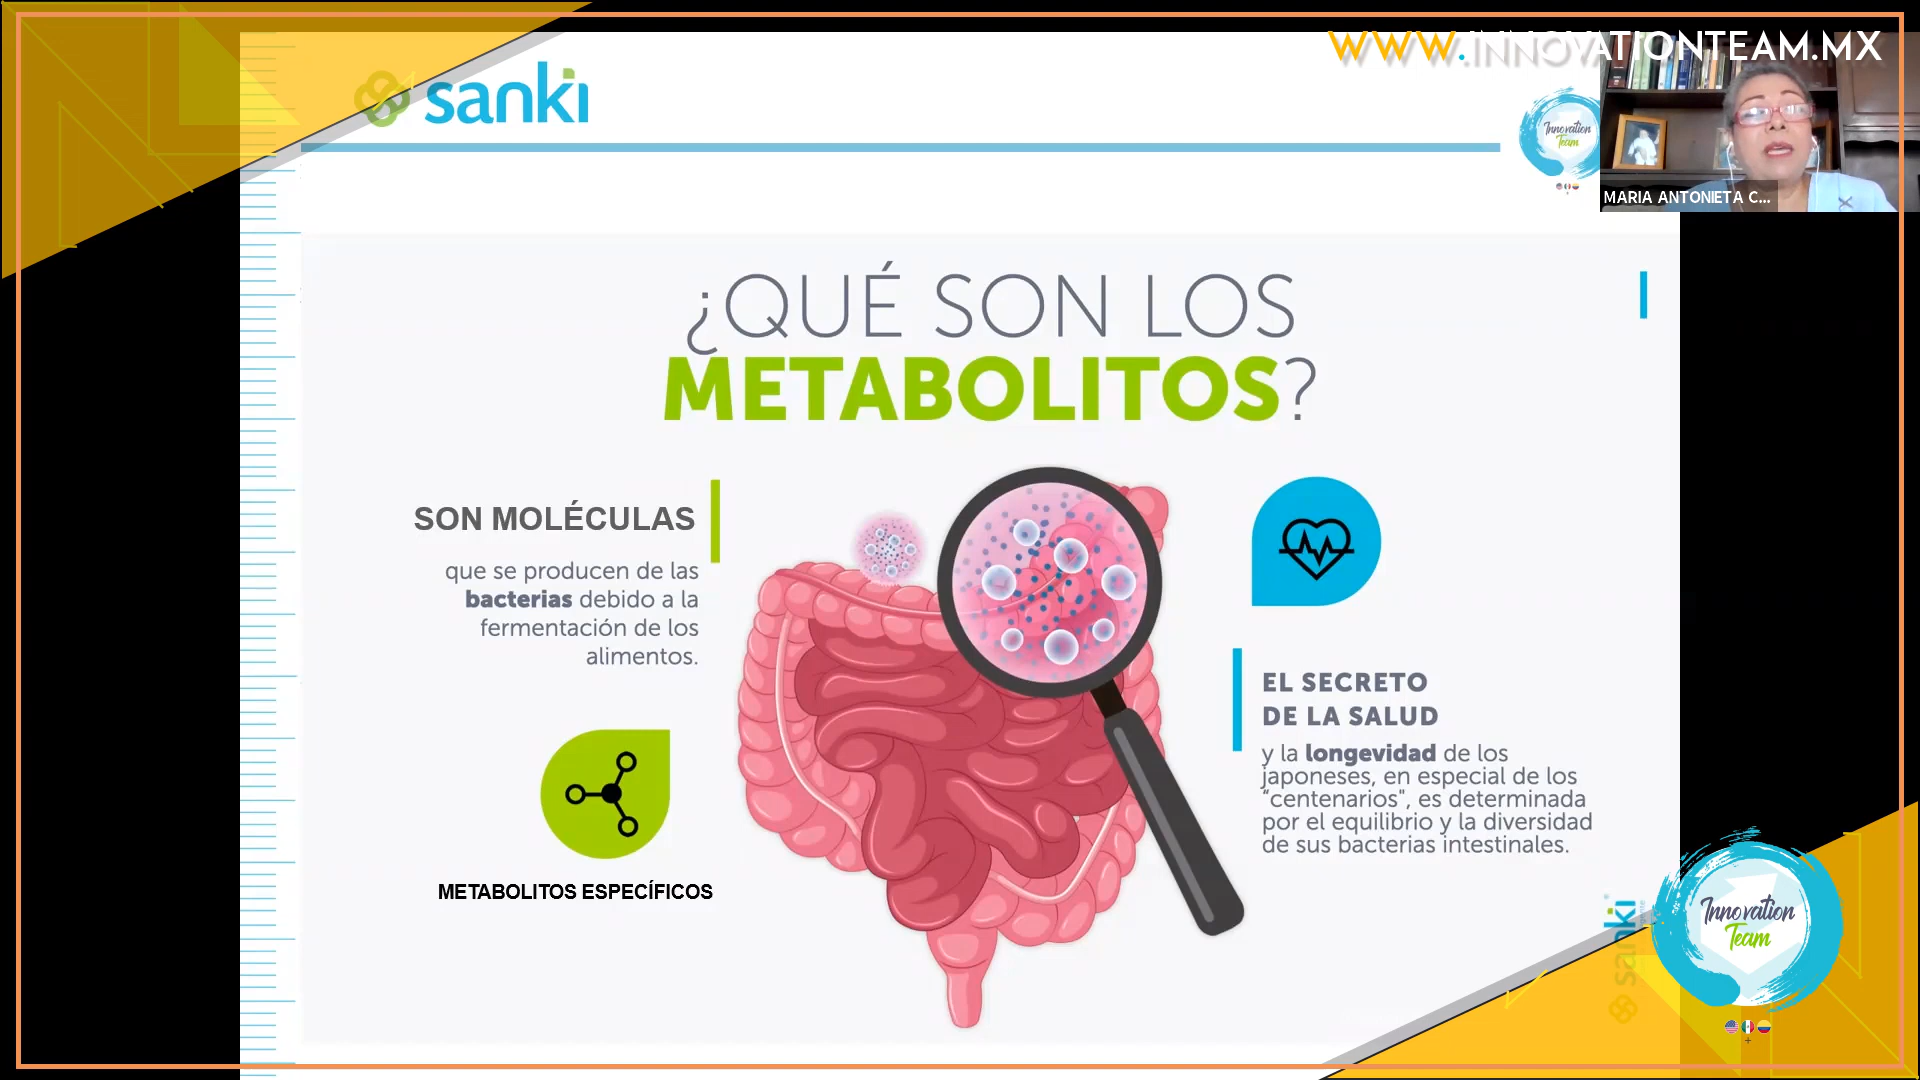 WWW.INNOVATIONTEAM.MX
sanki
Innovation
Team
MARIA ANTONIETA C...
¿QUÉ SON LOS
METABOLITOS?
SON MOLÉCULAS
que se producen de las
bacterias debido a la
fermentación de los
alimentos.
METABOLITOS ESPECÍFICOS
EL SECRETO
DE LA SALUD
y la longevidad de los
japoneses, en especial de los
“centenarios", es determinada
por el equilibrio y la diversidad
de sus bacterias intestinales.
sanki
Innovation
Team
+